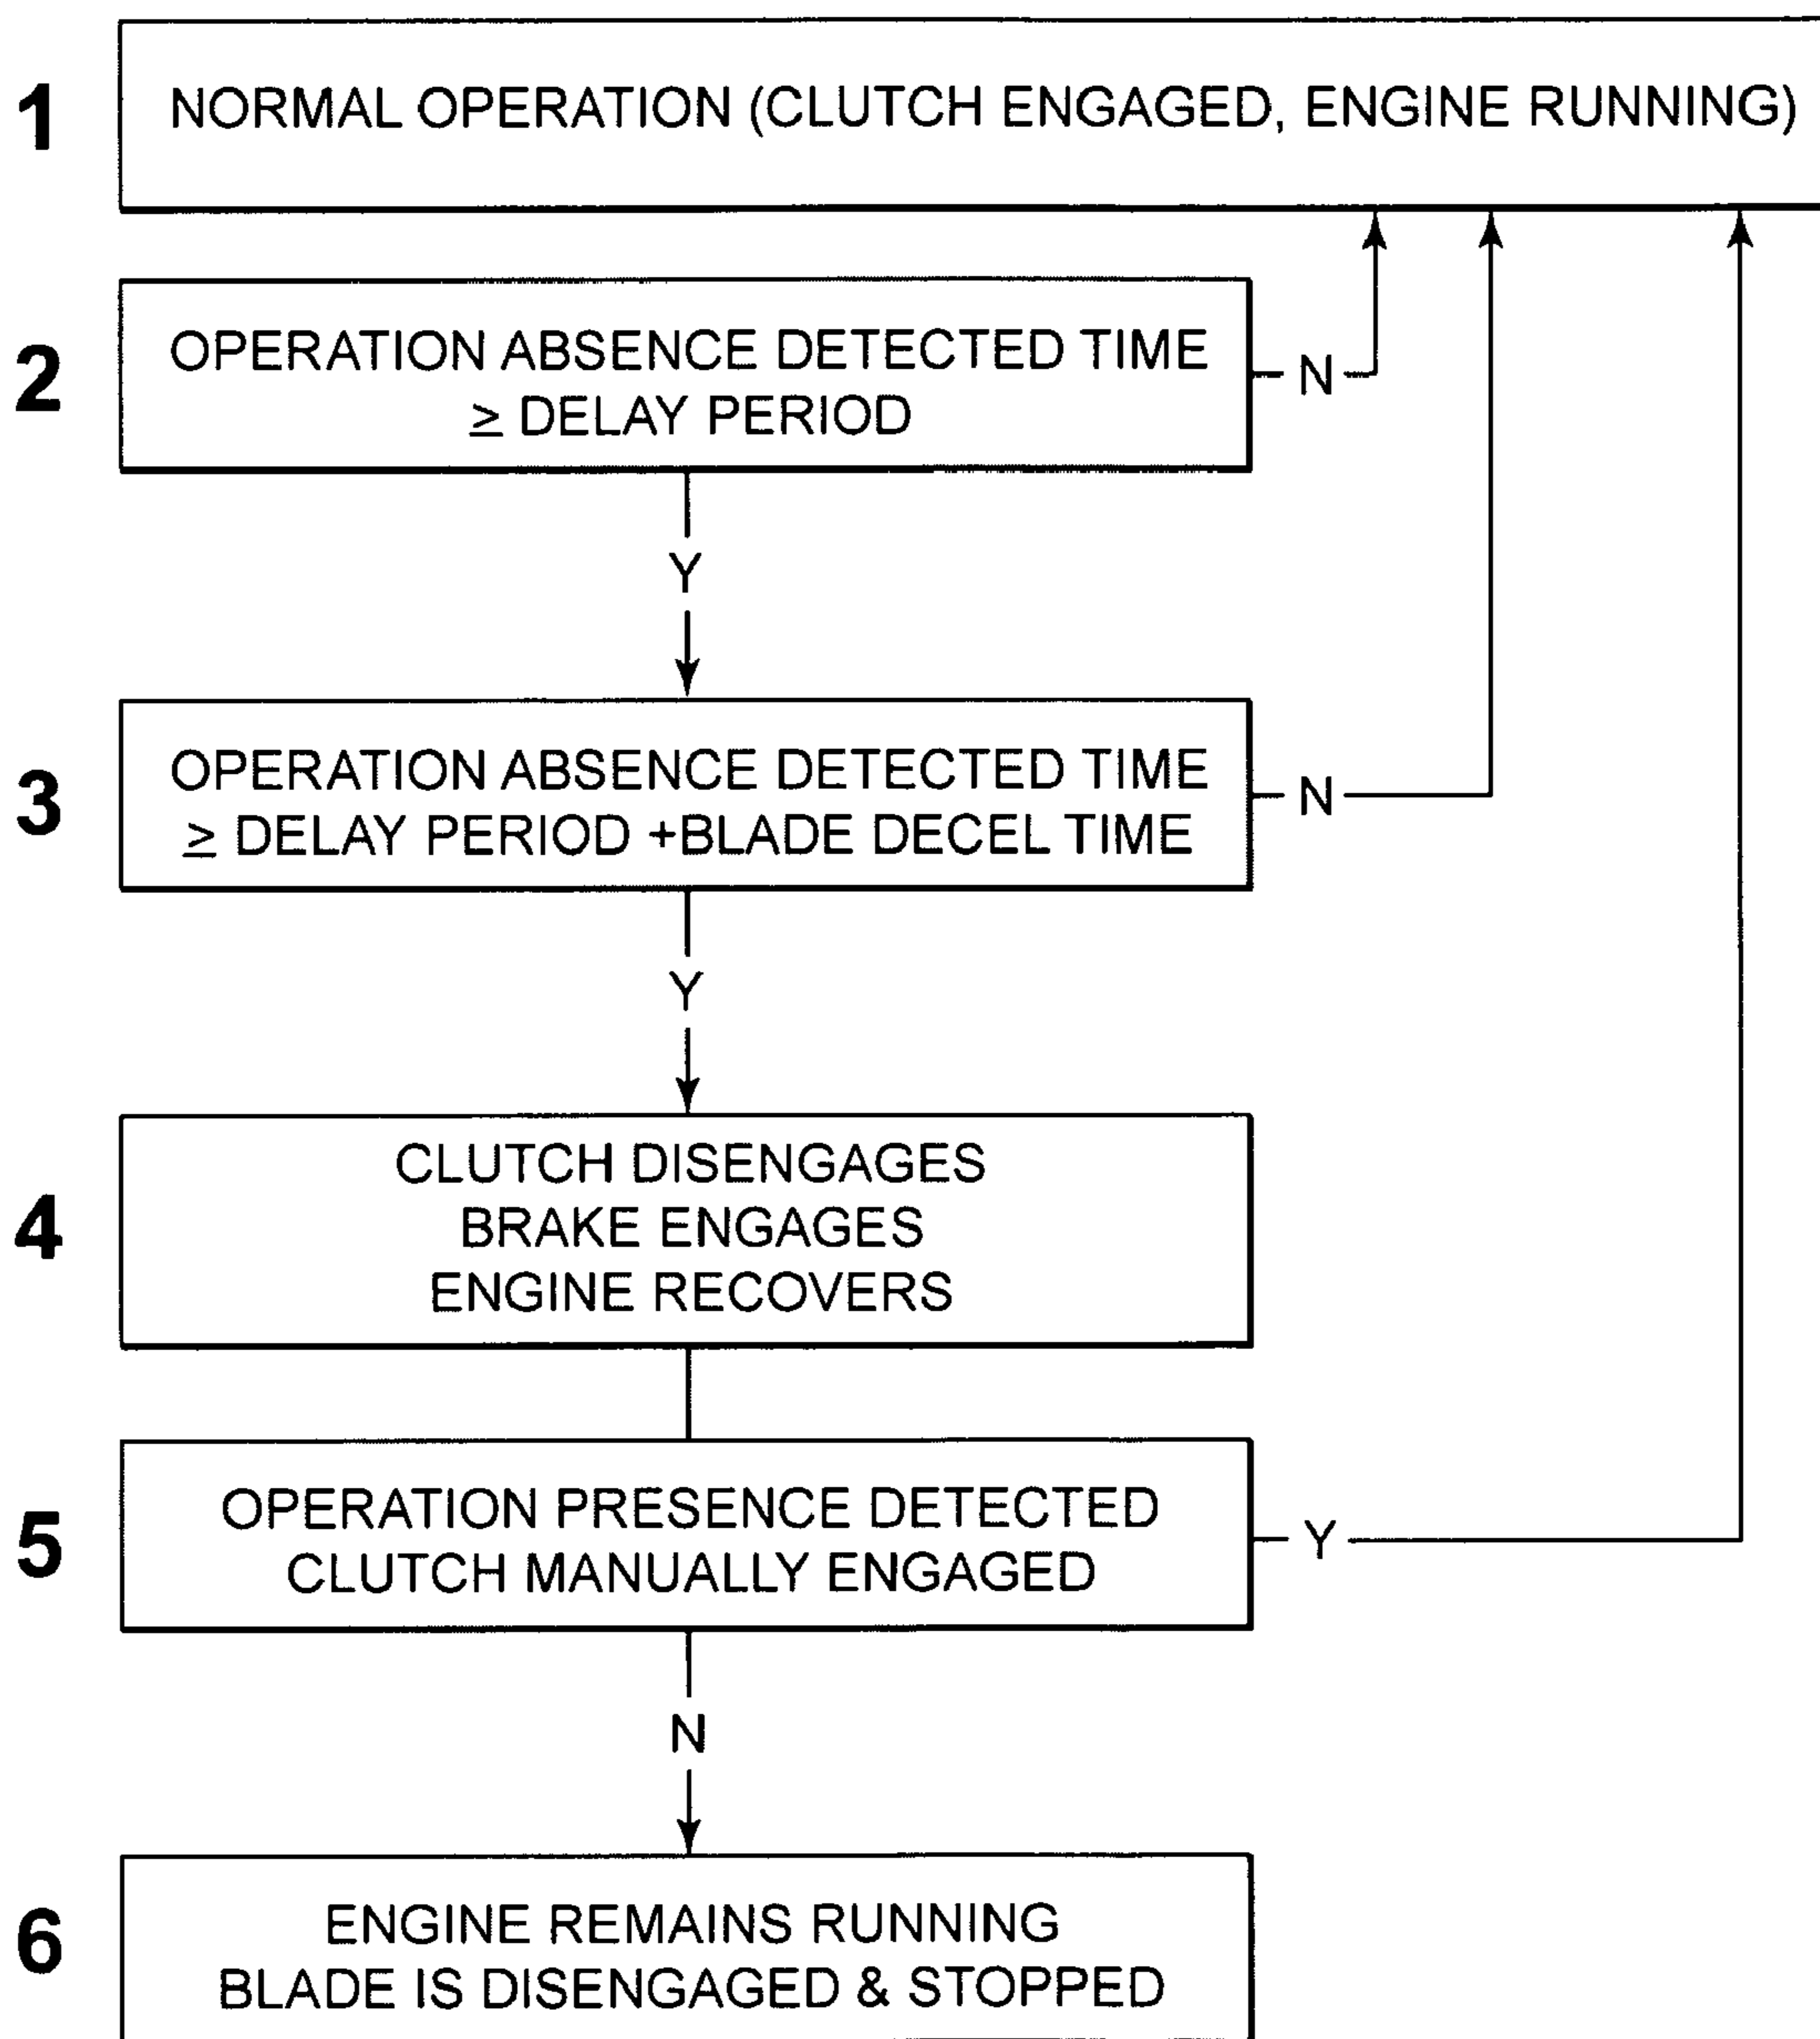 1
NORMAL OPERATION (CLUTCH ENGAGED, ENGINE RUNNING)
2
OPERATION ABSENCE DETECTED TIME
≥ DELAY PERIOD
N
Y
3
OPERATION ABSENCE DETECTED TIME
≥ DELAY PERIOD +BLADE DECEL TIME
N
Y
4
CLUTCH DISENGAGES
BRAKE ENGAGES
ENGINE RECOVERS
5
OPERATION PRESENCE DETECTED
CLUTCH MANUALLY ENGAGED
Y
N
6
ENGINE REMAINS RUNNING
BLADE IS DISENGAGED & STOPPED